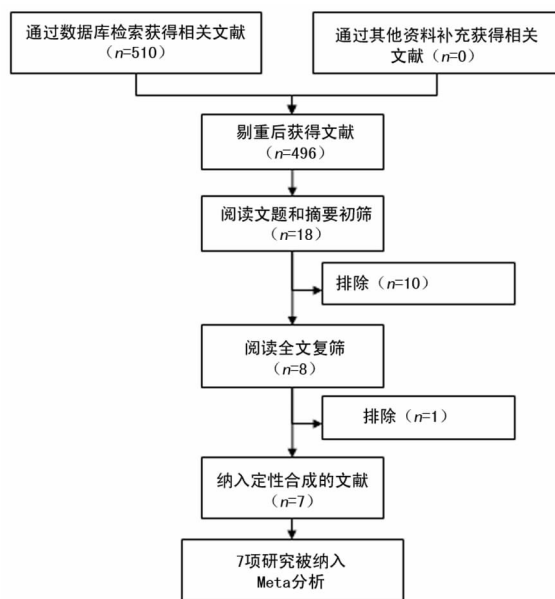 通过数据库检索获得相关文献
（n=510）
通过其他资料补充获得相关
文献（n=0）
剔重后获得文献
（n=496）
阅读文题和摘要初筛
（n=18）
排除（n=10）
阅读全文复筛
（n=8）
排除（n=1）
纳入定性合成的文献
（n=7）
7项研究被纳入
Meta分析